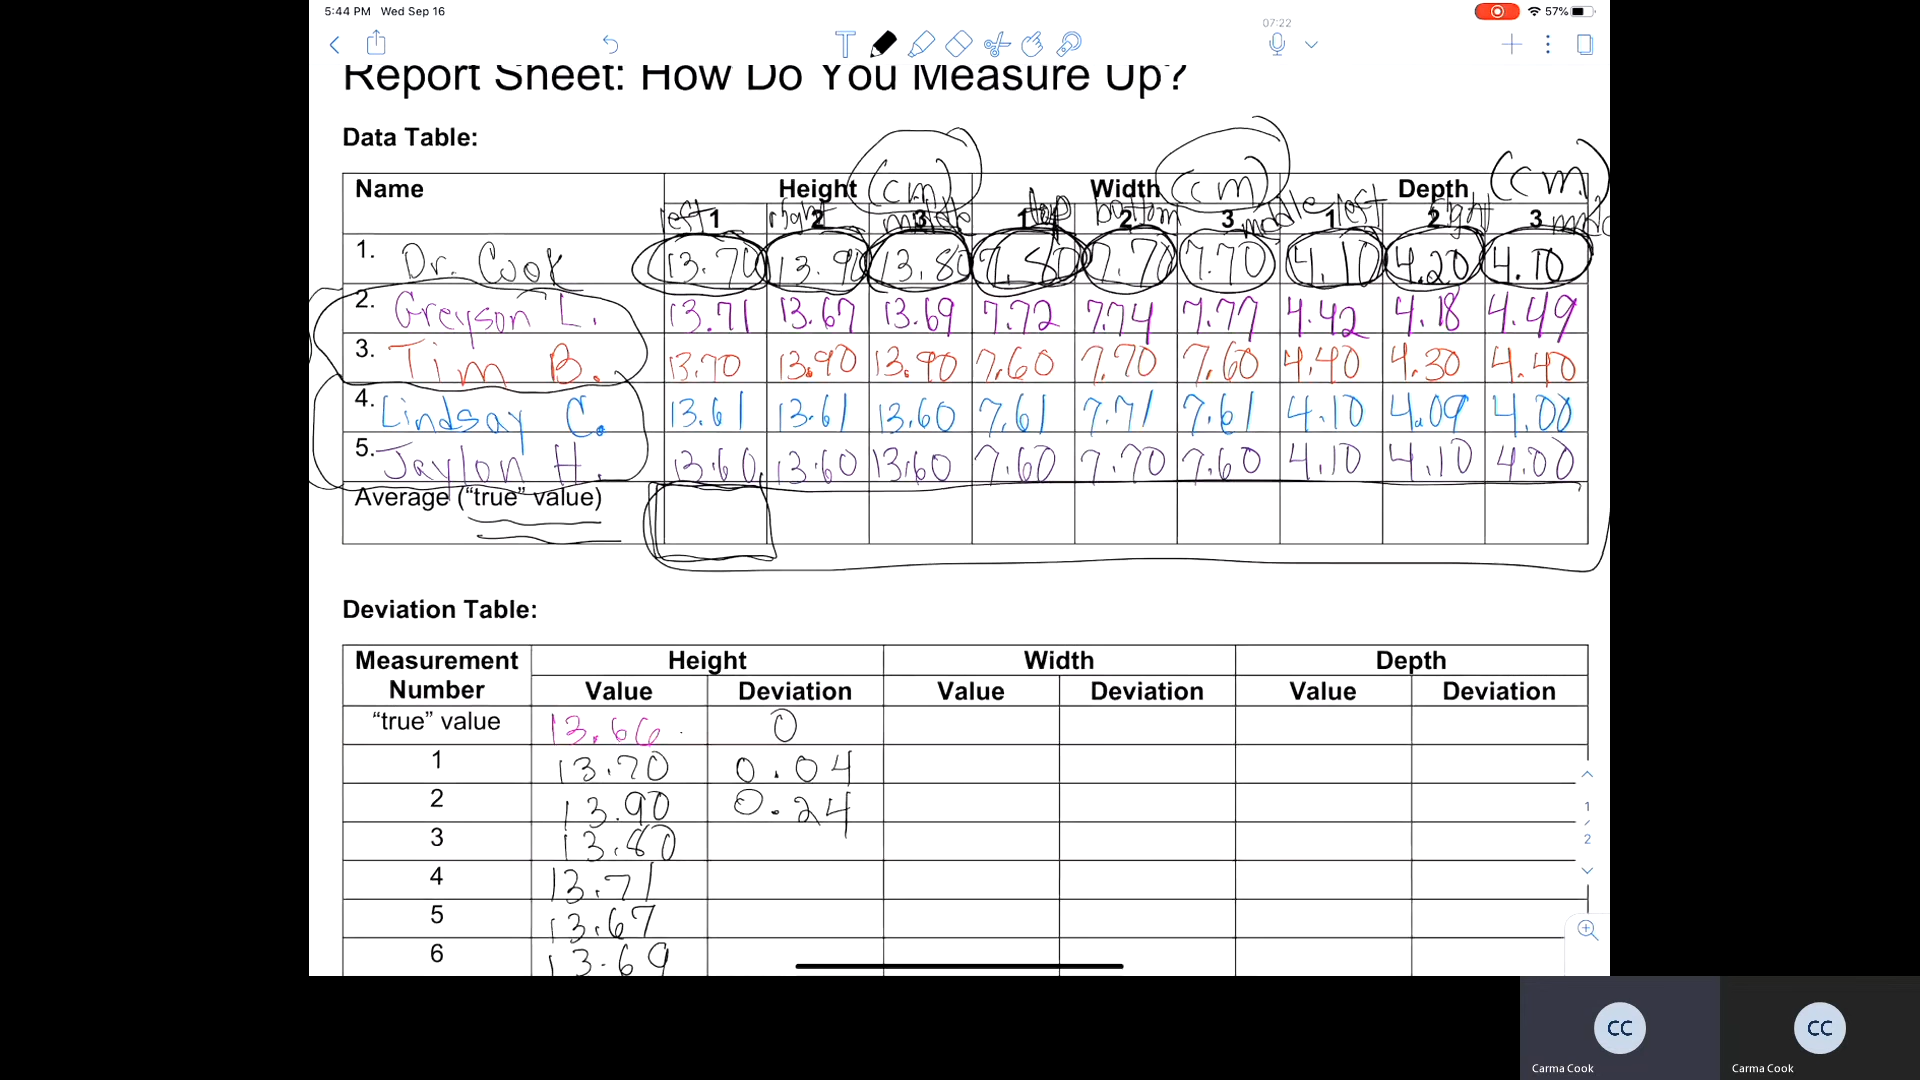 5:44 PM Wed Sep 16
57%
07:22
Report Sheet: How Do You Measure Up?
Data Table:
Name Height (cm) Width (cm) Depth (cm)
left 1 right 2 middle 3 1 top bottom 2 3 middle 1 left 2 right 3 middle
1. Dr. Cook 13.70 13.90 13.80 7.80 7.70 7.70 4.10 4.20 4.10
2. Greyson L. 13.71 13.67 13.69 7.72 7.74 7.77 4.42 4.18 4.49
3. Tim B. 13.70 13.90 13.90 7.60 7.70 7.60 4.40 4.30 4.40
4. Lindsay C. 13.61 13.61 13.60 7.61 7.71 7.61 4.10 4.09 4.00
5. Jaylon H. 13.60 13.60 13.60 7.60 7.70 7.60 4.10 4.10 4.00
Average (“true” value)
Deviation Table:
Measurement Number Height Width Depth
Value Deviation Value Deviation Value Deviation
“true” value 13.66 0
1 13.70 0.04
2 13.90 0.24
3 13.80
4 13.71
5 13.67
6 13.69
1 / 2
CC CC
Carma Cook Carma Cook